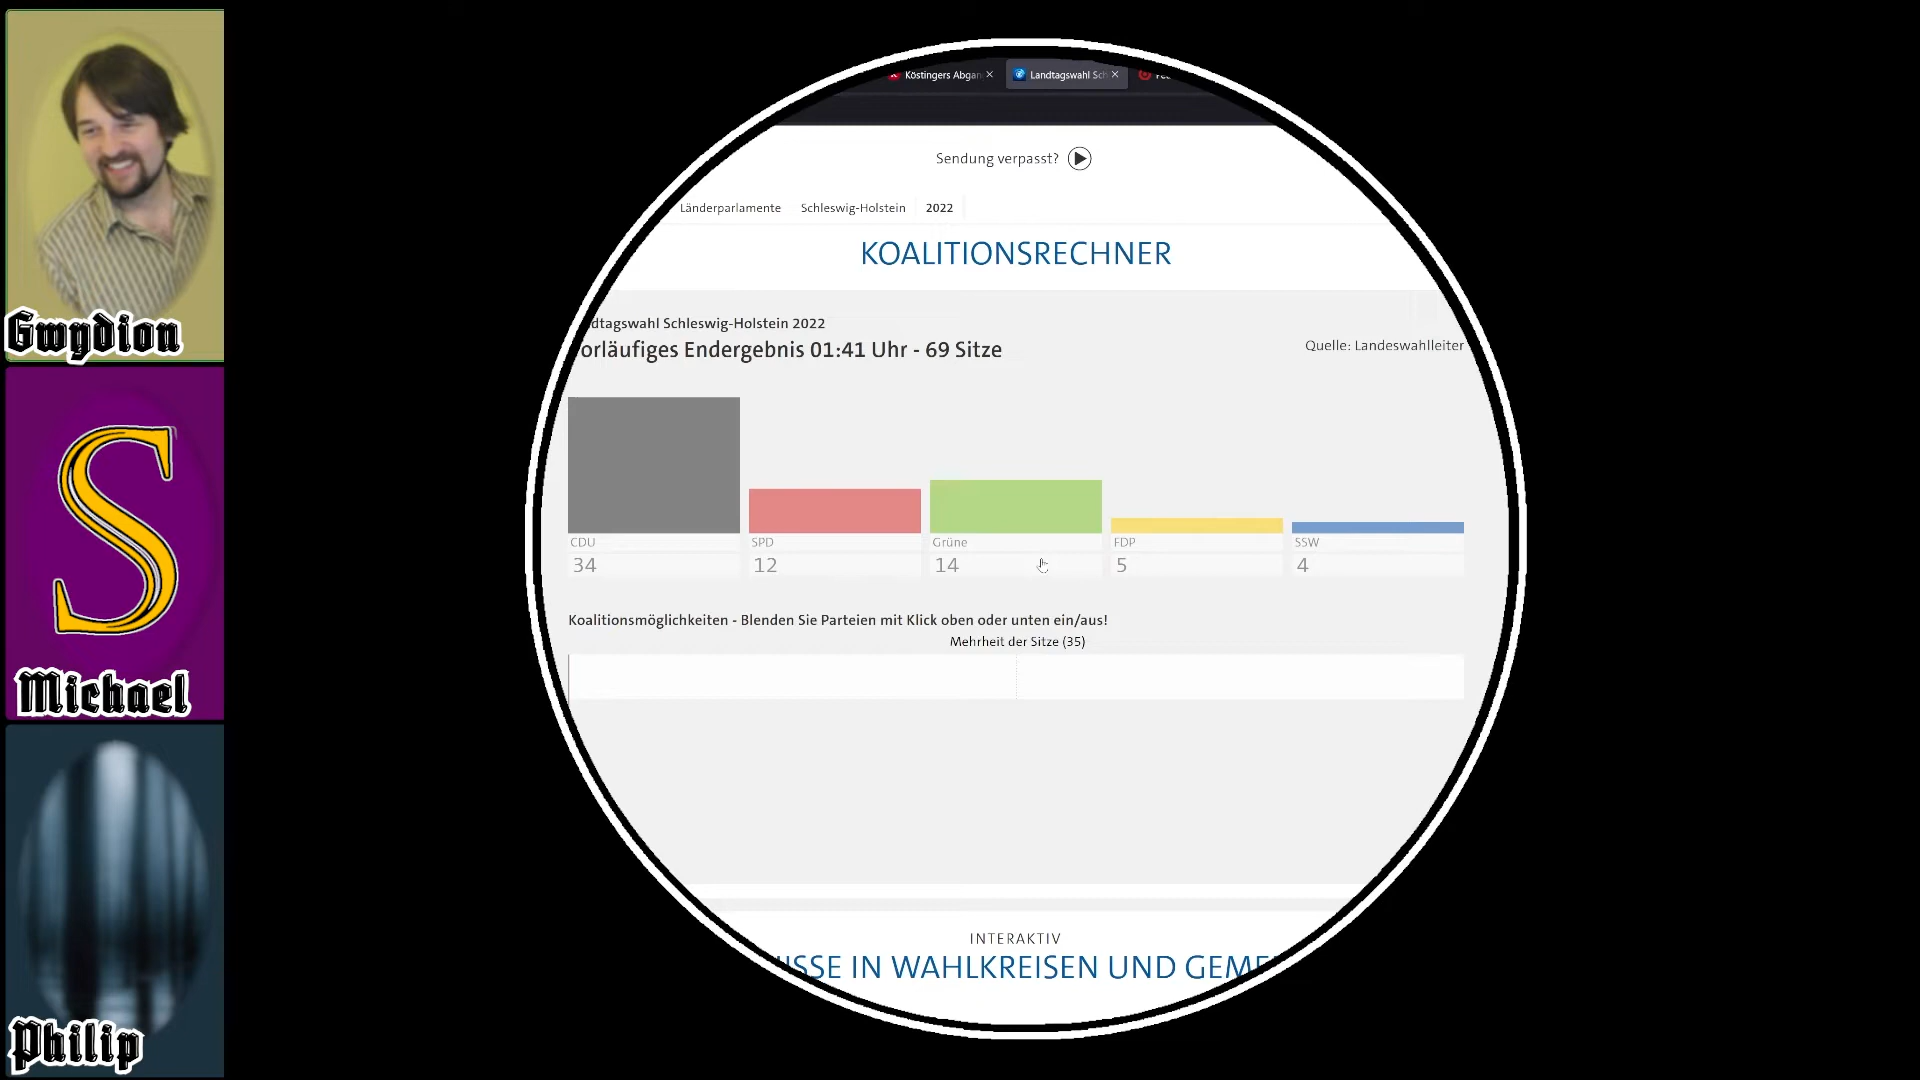 Gwydion
S
Michael
Philip
Köstingers Abgan
Landtagswahl Sch
Sendung verpasst?
Länderparlamente
Schleswig-Holstein
2022
KOALITIONSRECHNER
dtagswahl Schleswig-Holstein 2022
orläufiges Endergebnis 01:41 Uhr - 69 Sitze
Quelle: Landeswahlleiter
CDU
SPD
Grüne
FDP
SSW
34
12
14
5
4
Koalitionsmöglichkeiten - Blenden Sie Parteien mit Klick oben oder unten ein/aus!
Mehrheit der Sitze (35)
INTERAKTIV
ISSE IN WAHLKREISEN UND GEME